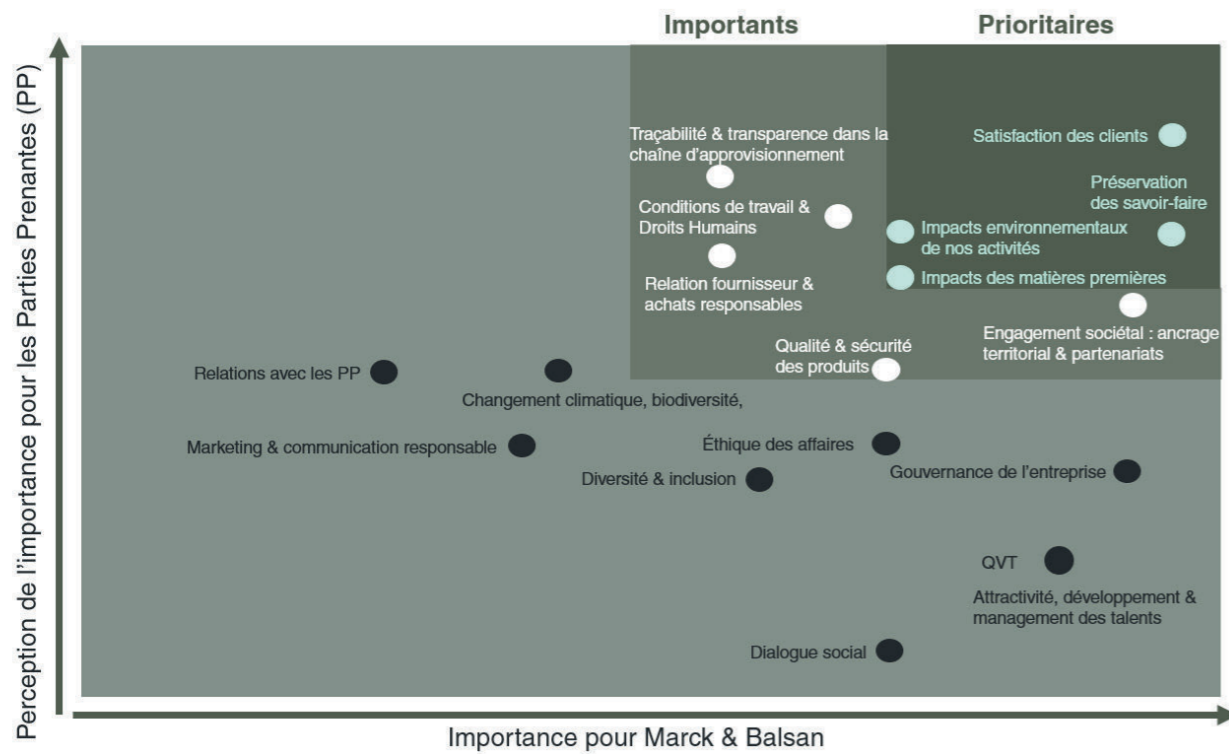 Importants
Prioritaires
Perception de l'importance pour les Parties Prenantes (PP)
Traçabilité & transparence dans la
chaîne d'approvisionnement
Satisfaction des clients
Préservation
des savoir-faire
Conditions de travail &
Droits Humains
Impacts environnementaux
de nos activités
Impacts des matières premières
Relation fournisseur &
achats responsables
Engagement sociétal : ancrage
territorial & partenariats
Qualité & sécurité
des produits
Relations avec les PP
Changement climatique, biodiversité,
Marketing & communication responsable
Éthique des affaires
Diversité & inclusion
Gouvernance de l'entreprise
QVT
Attractivité, développement &
management des talents
Dialogue social
Importance pour Marck & Balsan